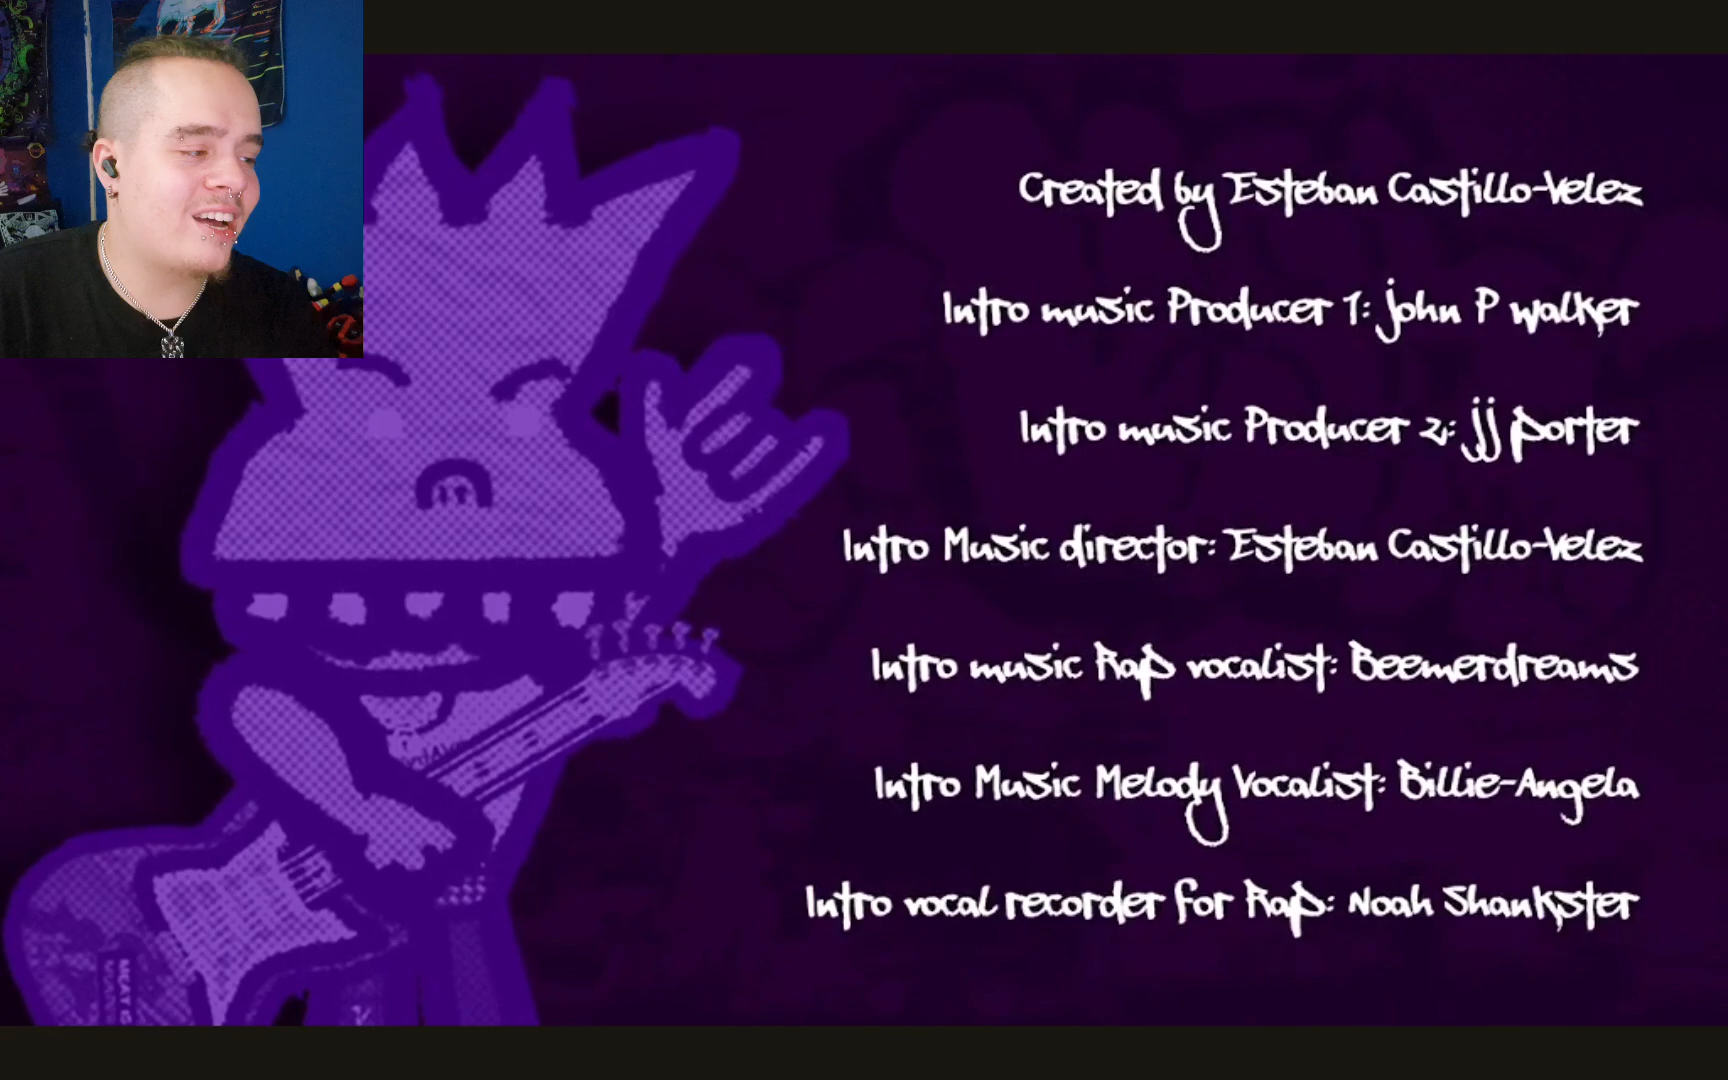 Created by Esteban Castillo-Velez
Intro music Producer 1: john P walker
Intro music Producer 2: jj porter
Intro Music director: Esteban Castillo-Velez
Intro music Rap vocalist: Beemerdreams
Intro Music Melody Vocalist: Billie-Angela
Intro vocal recorder for Rap: Noah Shankster